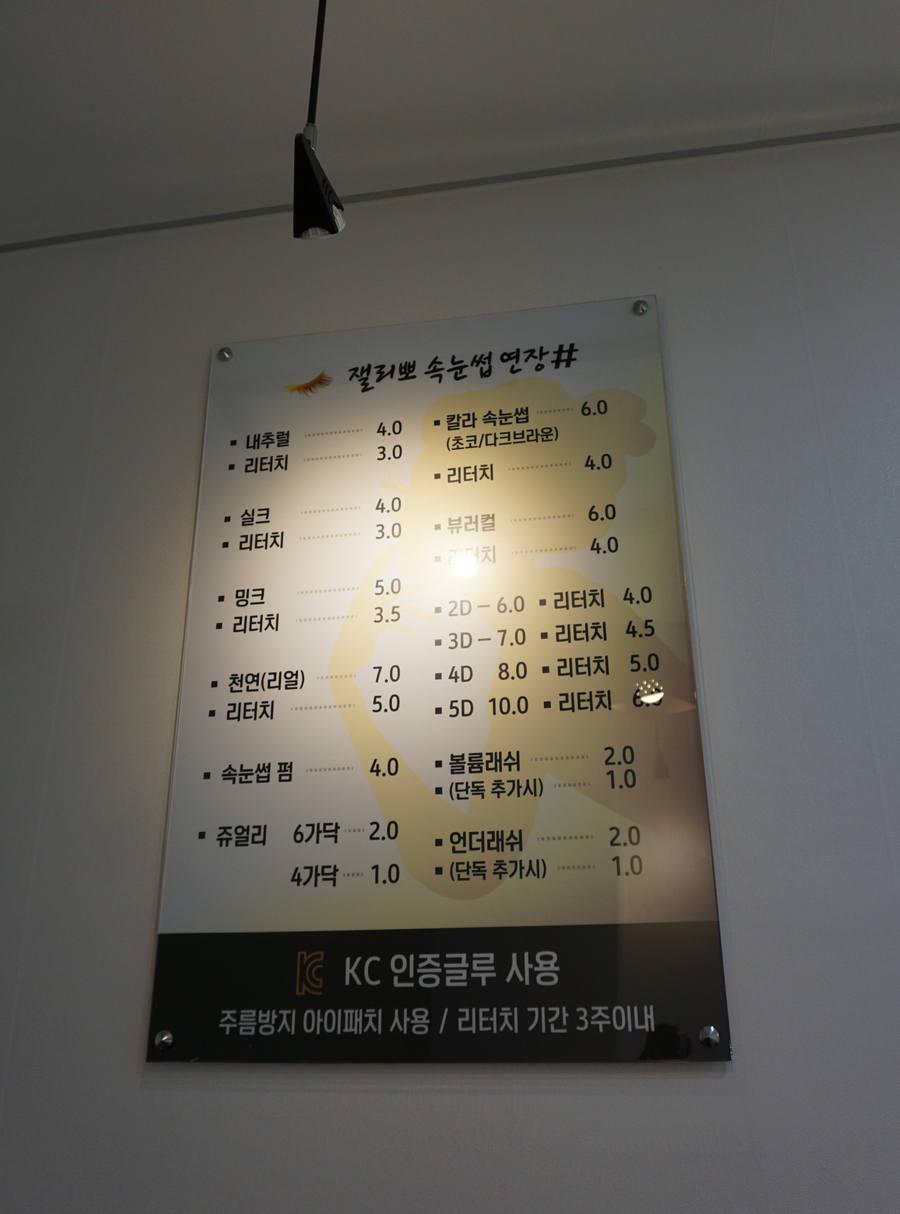 잴리뽀 속눈썹 연장#
▪ 내추럴 ........ 4.0
▪ 리터치 ........ 3.0
▪ 실크 ........ 4.0
▪ 리터치 ........ 3.0
▪ 밍크 ........ 5.0
▪ 리터치 ........ 3.5
▪ 천연(리얼) ........ 7.0
▪ 리터치 ........ 5.0
▪ 속눈썹 펌 ........ 4.0
▪ 쥬얼리 6가닥 .... 2.0
4가닥 .... 1.0
▪ 칼라 속눈썹 ........ 6.0
(초코/다크브라운)
▪ 리터치 ........ 4.0
▪ 뷰러컬 ........ 6.0
▪ 리터치 ........ 4.0
▪ 2D – 6.0 ▪ 리터치 4.0
▪ 3D – 7.0 ▪ 리터치 4.5
▪ 4D 8.0 ▪ 리터치 5.0
▪ 5D 10.0 ▪ 리터치
▪ 볼륨래쉬 ........ 2.0
▪ (단독 추가시) ........ 1.0
▪ 언더래쉬 ........ 2.0
▪ (단독 추가시) ........ 1.0
KC KC 인증글루 사용
주름방지 아이패치 사용 / 리터치 기간 3주이내